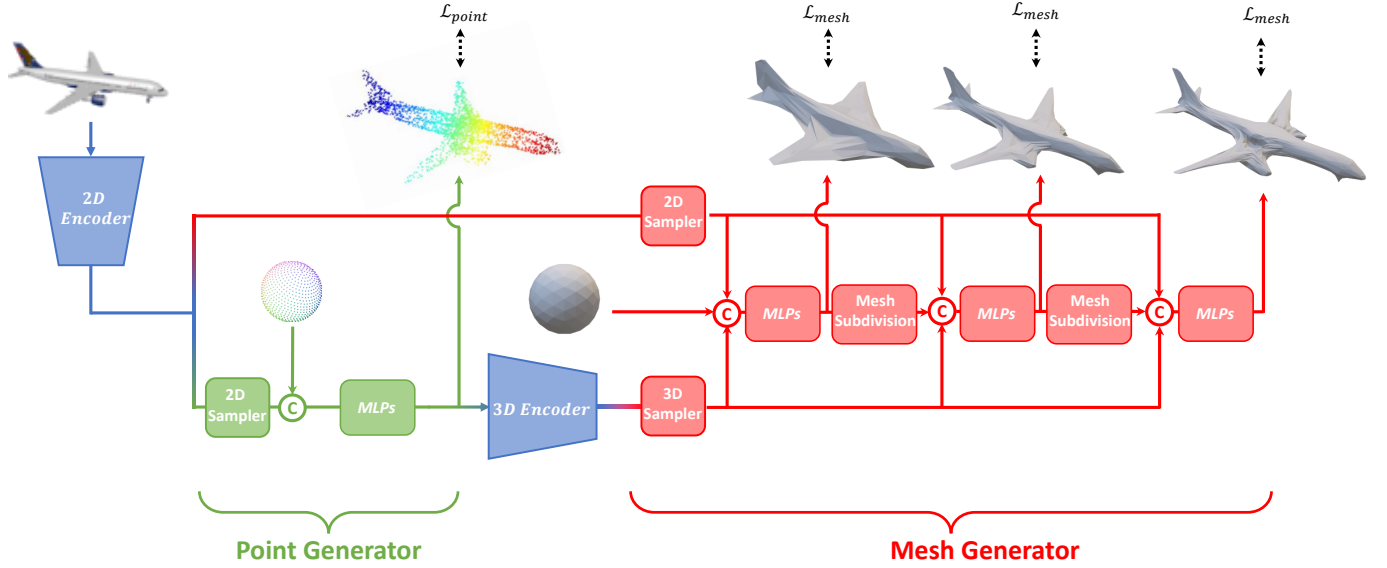 ℒ_point
ℒ_mesh
ℒ_mesh
ℒ_mesh
2D
Encoder
2D
Sampler
C
MLPs
Mesh
Subdivision
C
MLPs
Mesh
Subdivision
C
MLPs
2D
Sampler
C
MLPs
3D Encoder
3D
Sampler
Point Generator
Mesh Generator